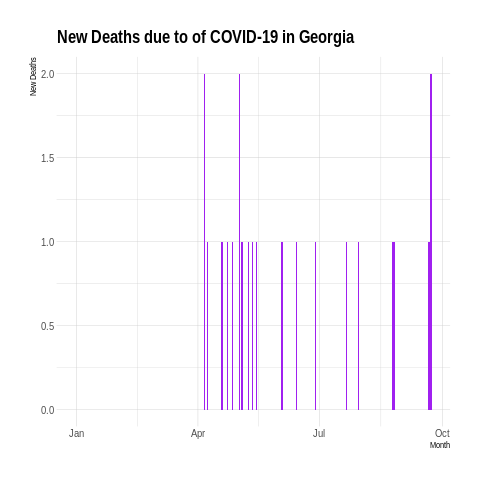 New Deaths due to of COVID-19 in Georgia
New Deaths
2.0
1.5
1.0
0.5
0.0
Jan Apr Jul Oct
Month